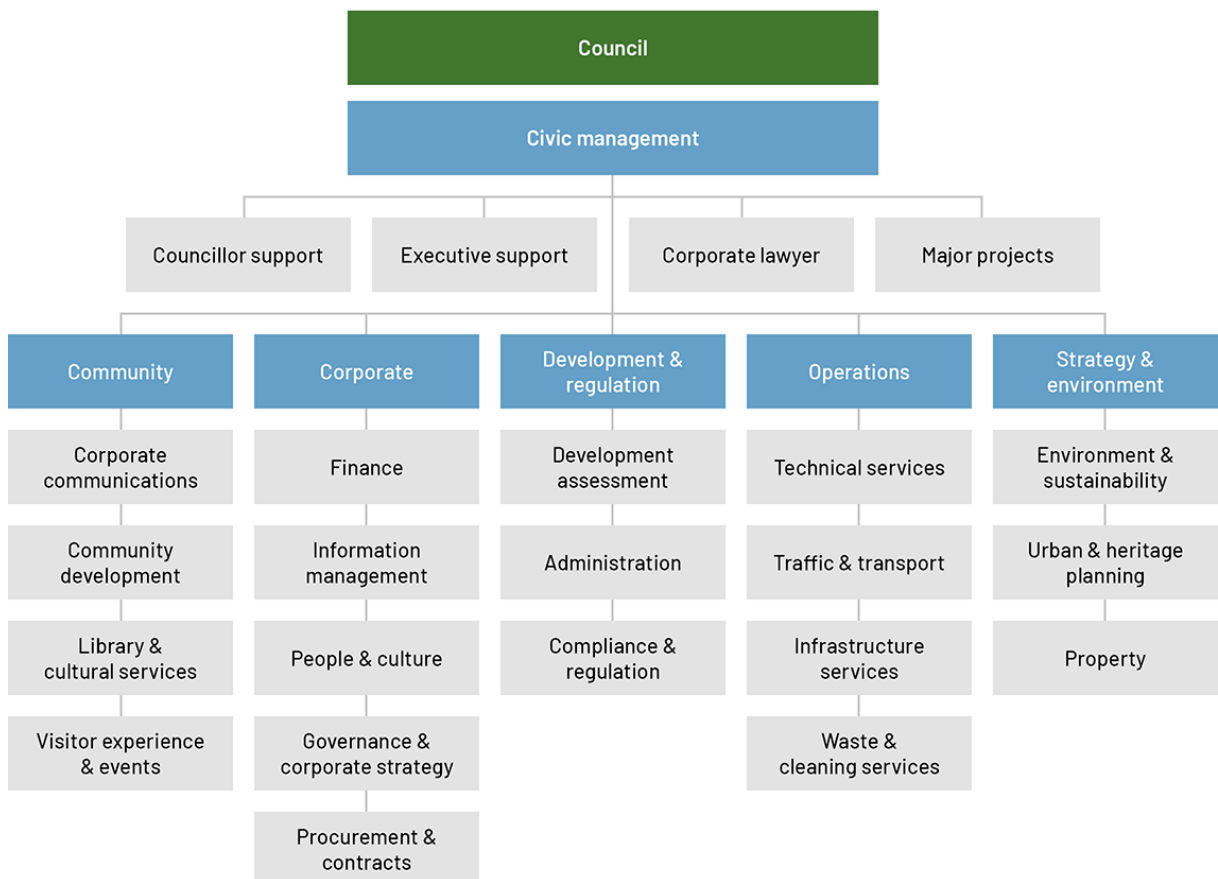 Council
Civic management
Councillor support
Executive support
Corporate lawyer
Major projects
Community
Corporate
Development &
regulation
Operations
Strategy &
environment
Corporate
communications
Community
development
Library &
cultural services
Visitor experience
& events
Finance
Information
management
People & culture
Governance &
corporate strategy
Procurement &
contracts
Development
assessment
Administration
Compliance &
regulation
Technical services
Traffic & transport
Infrastructure
services
Waste &
cleaning services
Environment &
sustainability
Urban & heritage
planning
Property